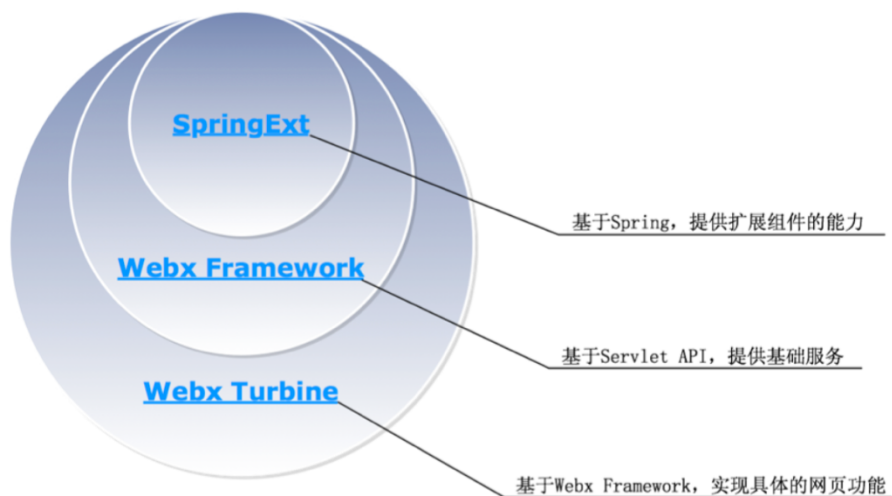 SpringExt
基于Spring，提供扩展组件的能力
Webx Framework
基于Servlet API，提供基础服务
Webx Turbine
基于Webx Framework，实现具体的网页功能